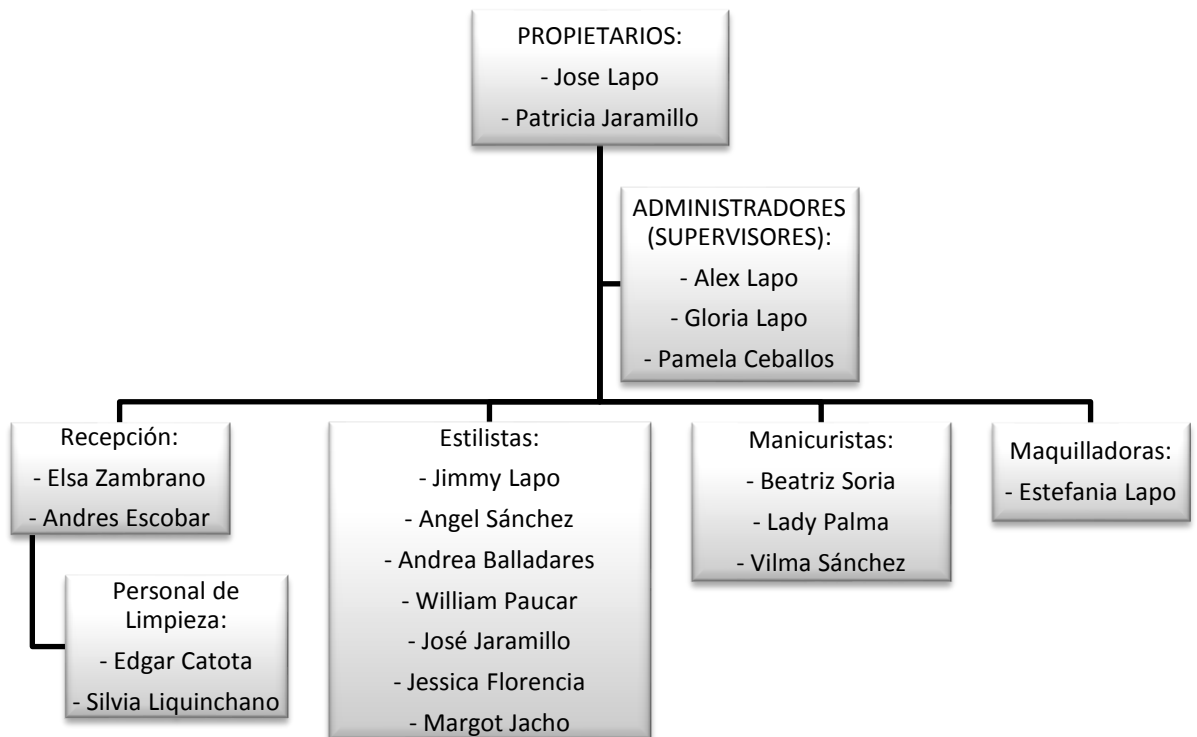 PROPIETARIOS:
- Jose Lapo
- Patricia Jaramillo
ADMINISTRADORES
(SUPERVISORES):
- Alex Lapo
- Gloria Lapo
- Pamela Ceballos
Recepción:
- Elsa Zambrano
- Andres Escobar
Personal de
Limpieza:
- Edgar Catota
- Silvia Liquinchano
Estilistas:
- Jimmy Lapo
- Angel Sánchez
- Andrea Balladares
- William Paucar
- José Jaramillo
- Jessica Florencia
- Margot Jacho
Manicuristas:
- Beatriz Soria
- Lady Palma
- Vilma Sánchez
Maquilladoras:
- Estefania Lapo